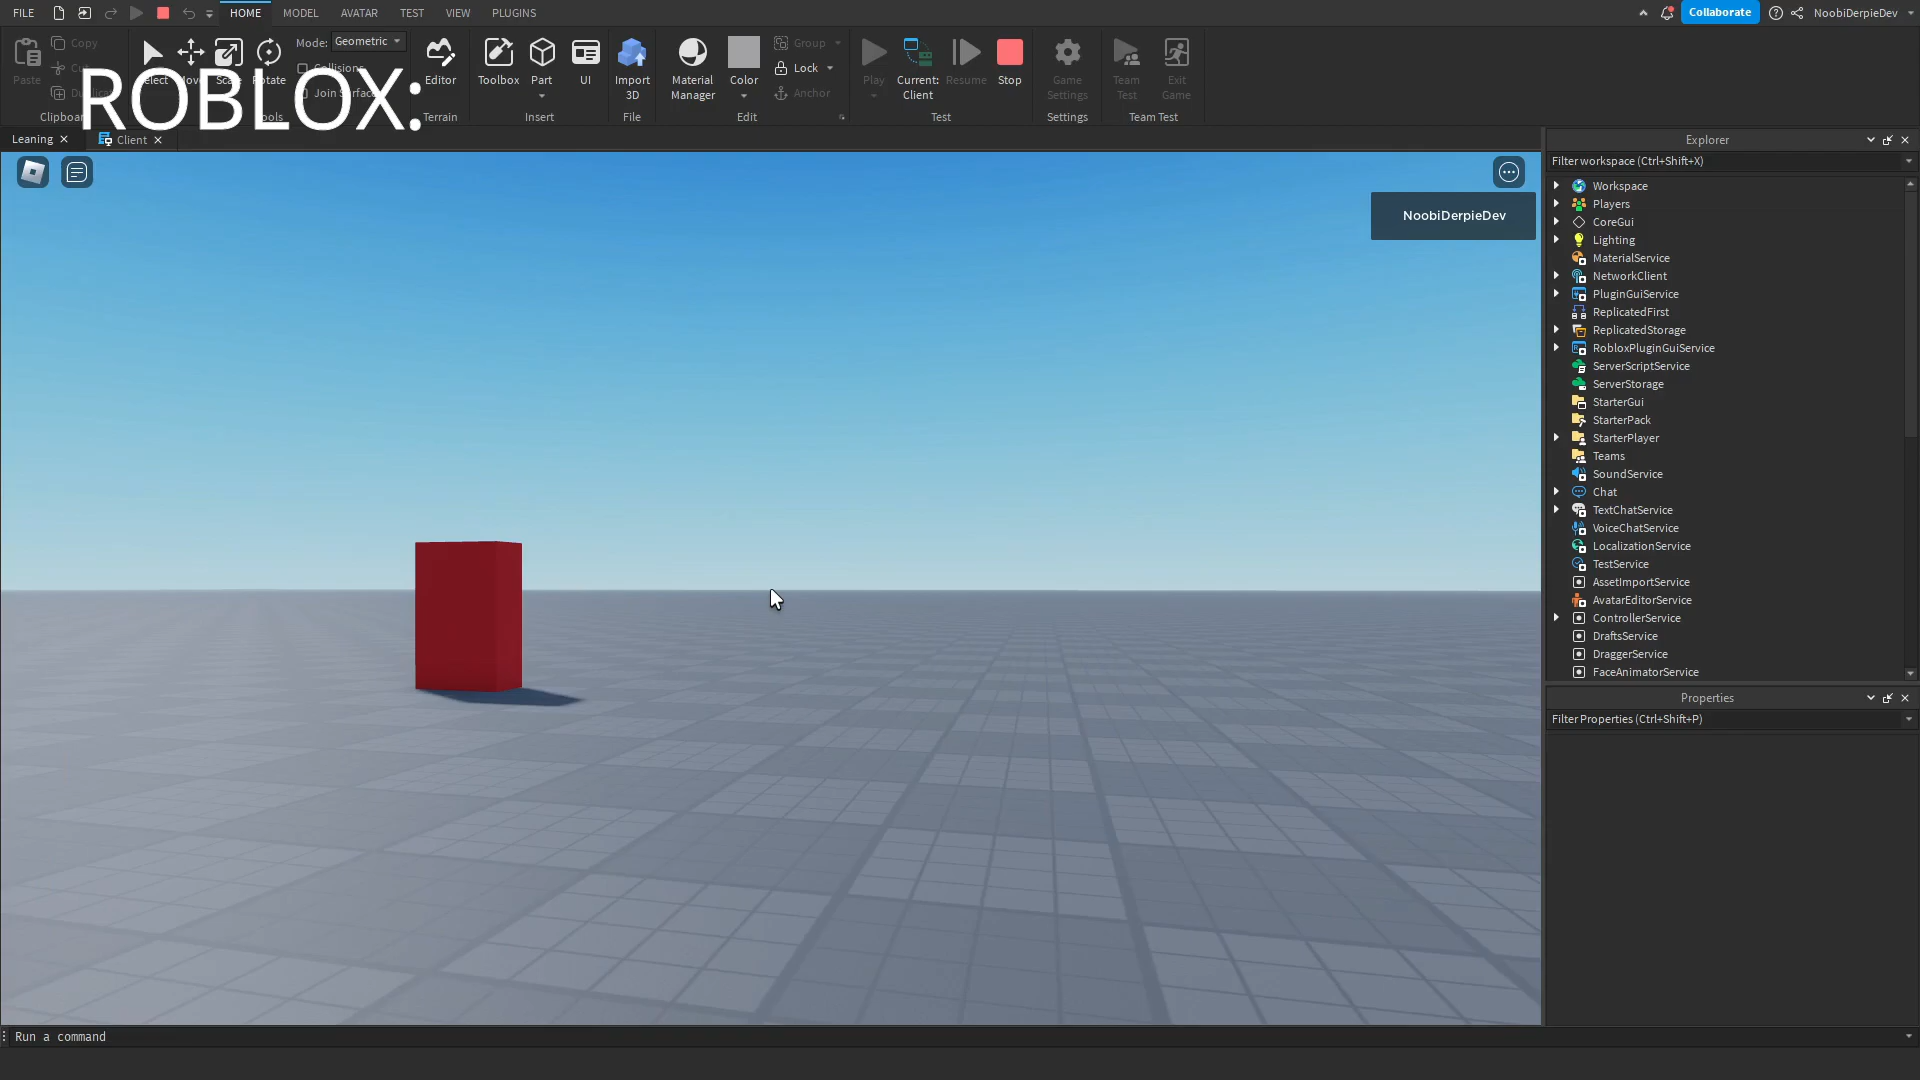 FILE HOME MODEL AVATAR TEST VIEW PLUGINS Collaborate NoobiDerpieDev
Paste Copy
Select Move Scale Rotate
Mode: Geometric
Collisions
Join Surfaces
Editor Toolbox Part UI Import 3D Material Manager Color
Group
Lock
Anchor
Play Current: Client Resume Stop Game Settings Team Test Exit Game
ROBLOX:
Clipboard Tools Terrain Insert File Edit Test Settings Team Test
Leaning Client
NoobiDerpieDev
Explorer
Filter workspace (Ctrl+Shift+X)
Workspace
Players
CoreGui
Lighting
MaterialService
NetworkClient
PluginGuiService
ReplicatedFirst
ReplicatedStorage
RobloxPluginGuiService
ServerScriptService
ServerStorage
StarterGui
StarterPack
StarterPlayer
Teams
SoundService
Chat
TextChatService
VoiceChatService
LocalizationService
TestService
AssetImportService
AvatarEditorService
ControllerService
DraftsService
DraggerService
FaceAnimatorService
Properties
Filter Properties (Ctrl+Shift+P)
Run a command